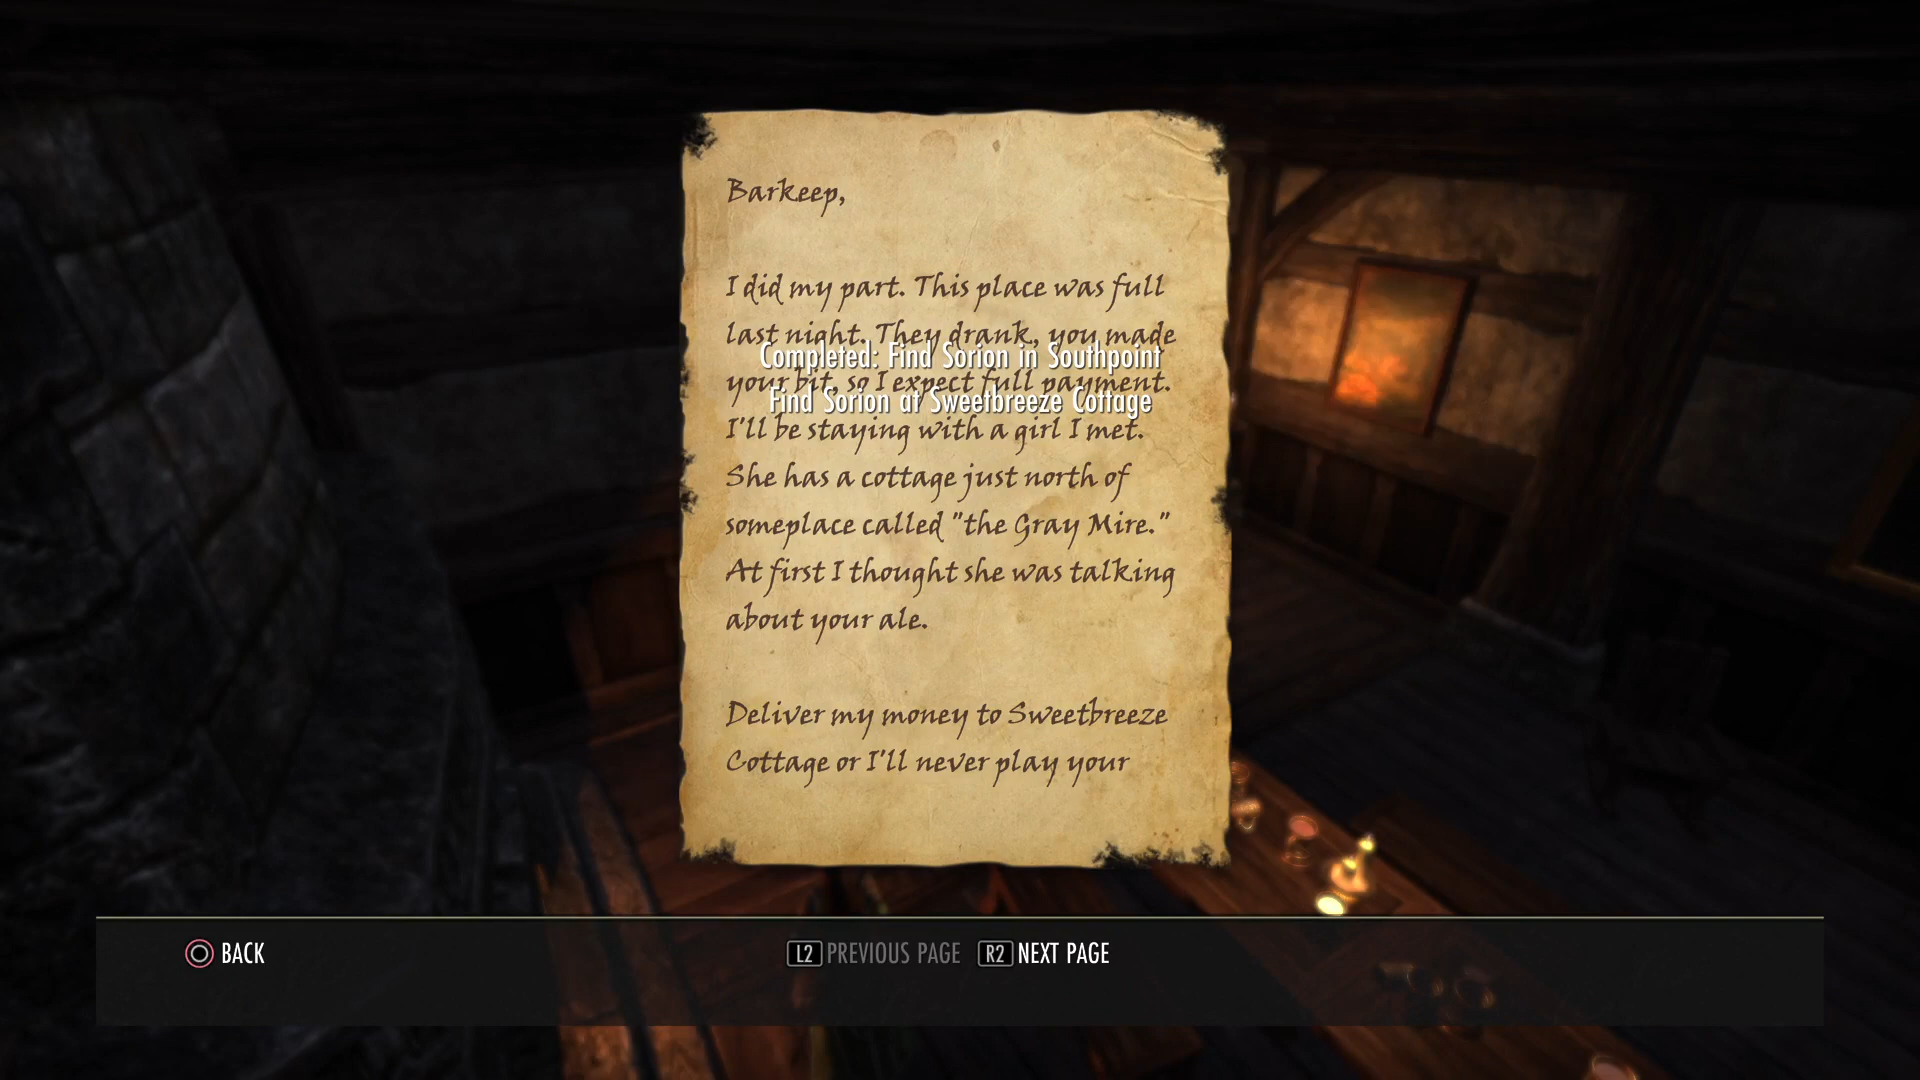 Barkeep,
I did my part. This place was full
last night. They drank, you made
Completed: Find Sorion in Southpoint
your bit, so I expect full payment.
Find Sorion at Sweetbreeze Cottage
I'll be staying with a girl I met.
She has a cottage just north of
someplace called "the Gray Mire."
At first I thought she was talking
about your ale.
Deliver my money to Sweetbreeze
Cottage or I'll never play your
BACK
L2 PREVIOUS PAGE R2 NEXT PAGE